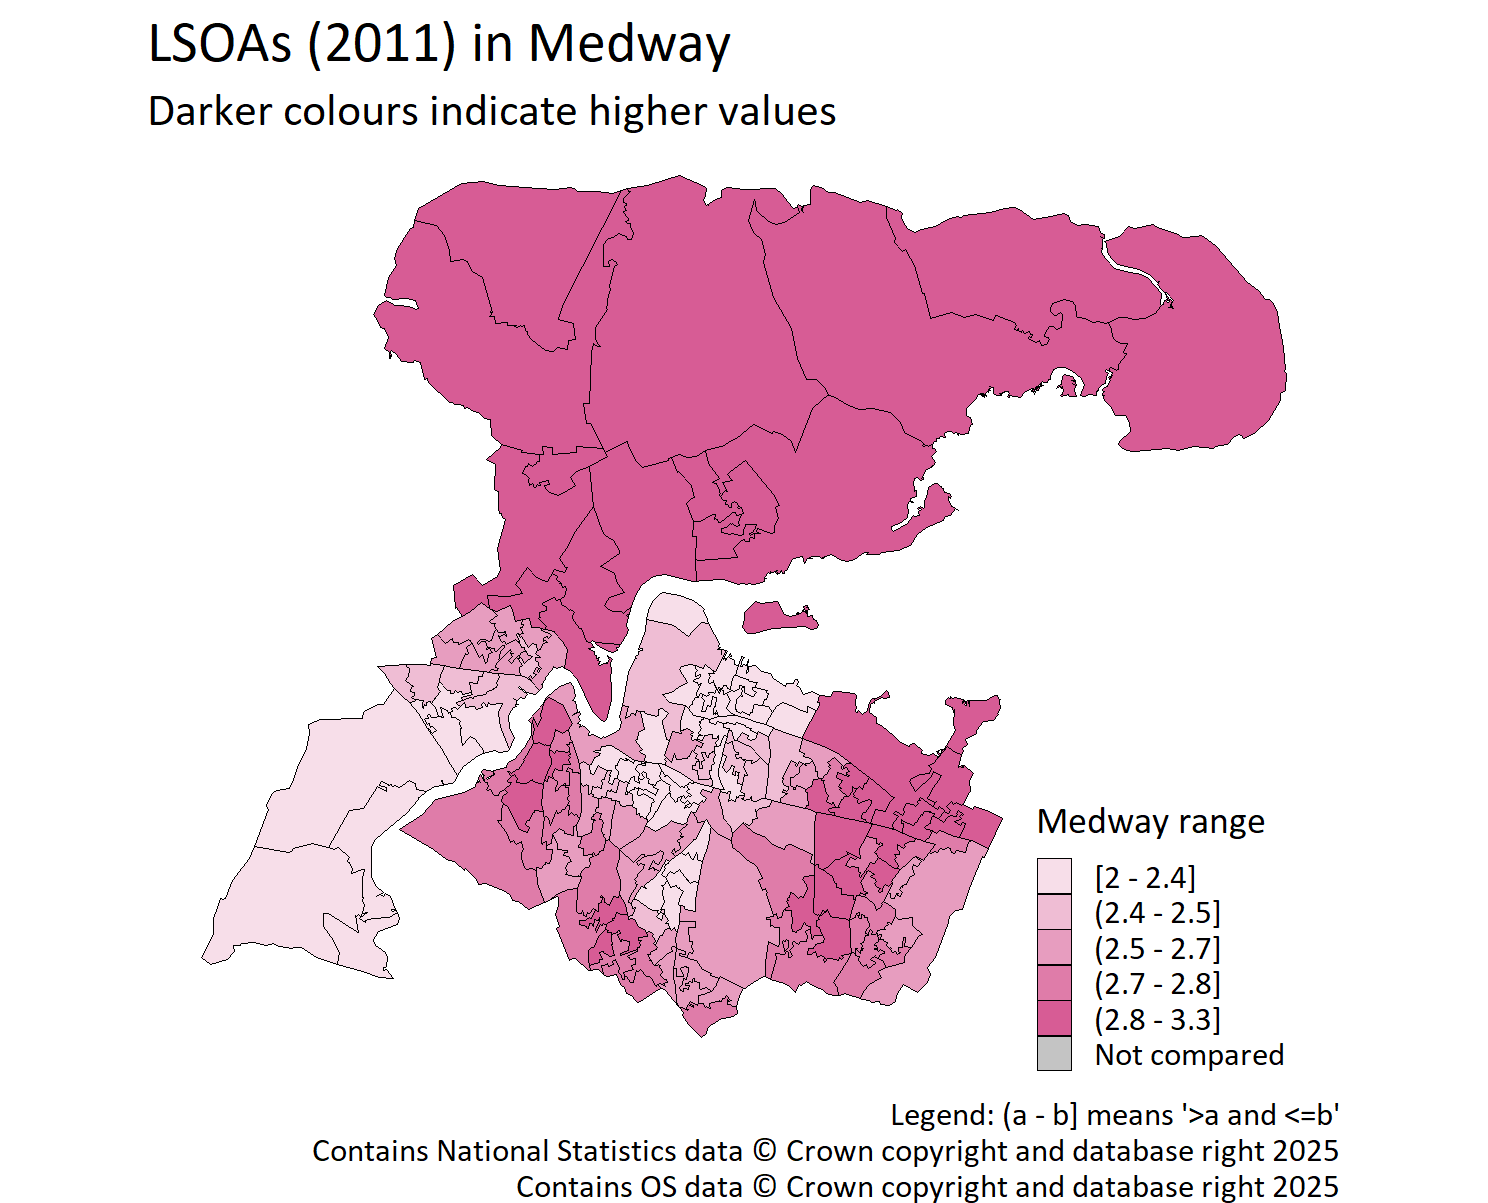 LSOAs (2011) in Medway
Darker colours indicate higher values
Medway range
[2 - 2.4]
(2.4 - 2.5]
(2.5 - 2.7]
(2.7 - 2.8]
(2.8 - 3.3]
Not compared
Legend: (a - b] means '>a and <=b'
Contains National Statistics data © Crown copyright and database right 2025
Contains OS data © Crown copyright and database right 2025